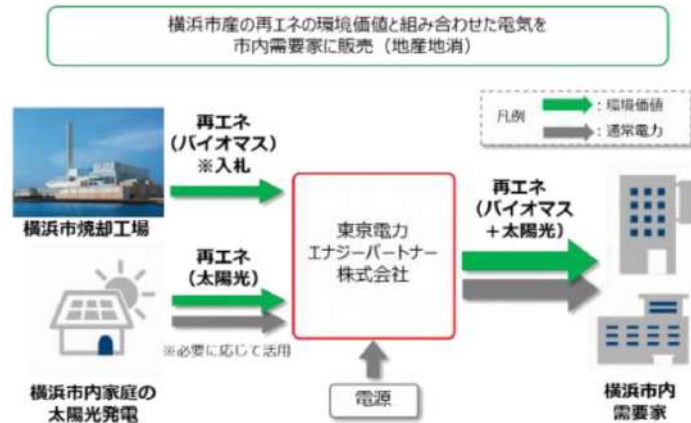 横浜市産の再エネの環境価値と組み合わせた電気を
市内需要家に販売（地産地消）
凡例
：環境価値
：通常電力
再エネ
（バイオマス）
※入札
横浜市焼却工場
再エネ
（太陽光）
※必要に応じて活用
横浜市内家庭の
太陽光発電
東京電力
エナジーパートナー
株式会社
電源
再エネ
（バイオマス
＋太陽光）
横浜市内
需要家